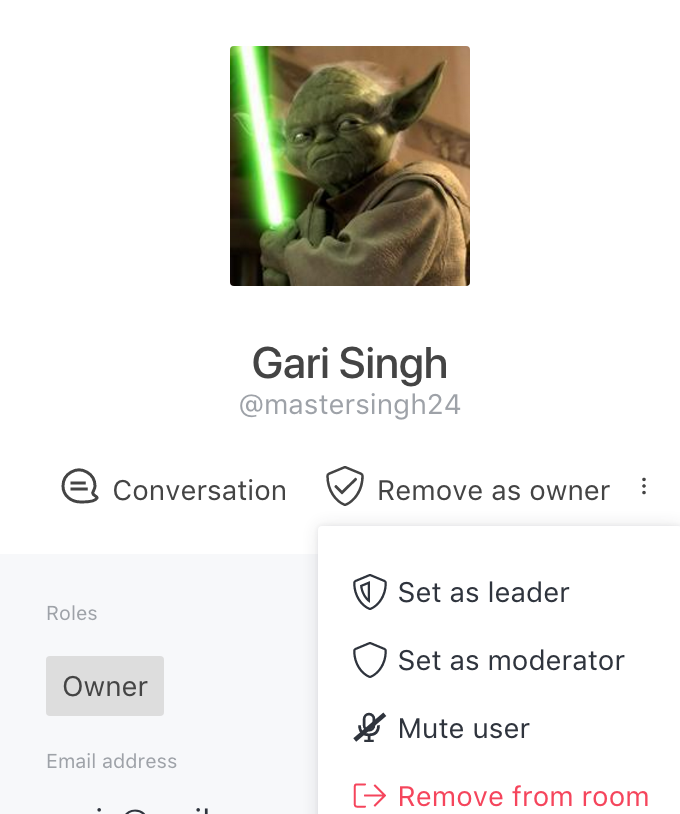 Gari Singh
@mastersingh24
Conversation
Remove as owner
Set as leader
Set as moderator
Mute user
Remove from room
Roles
Owner
Email address